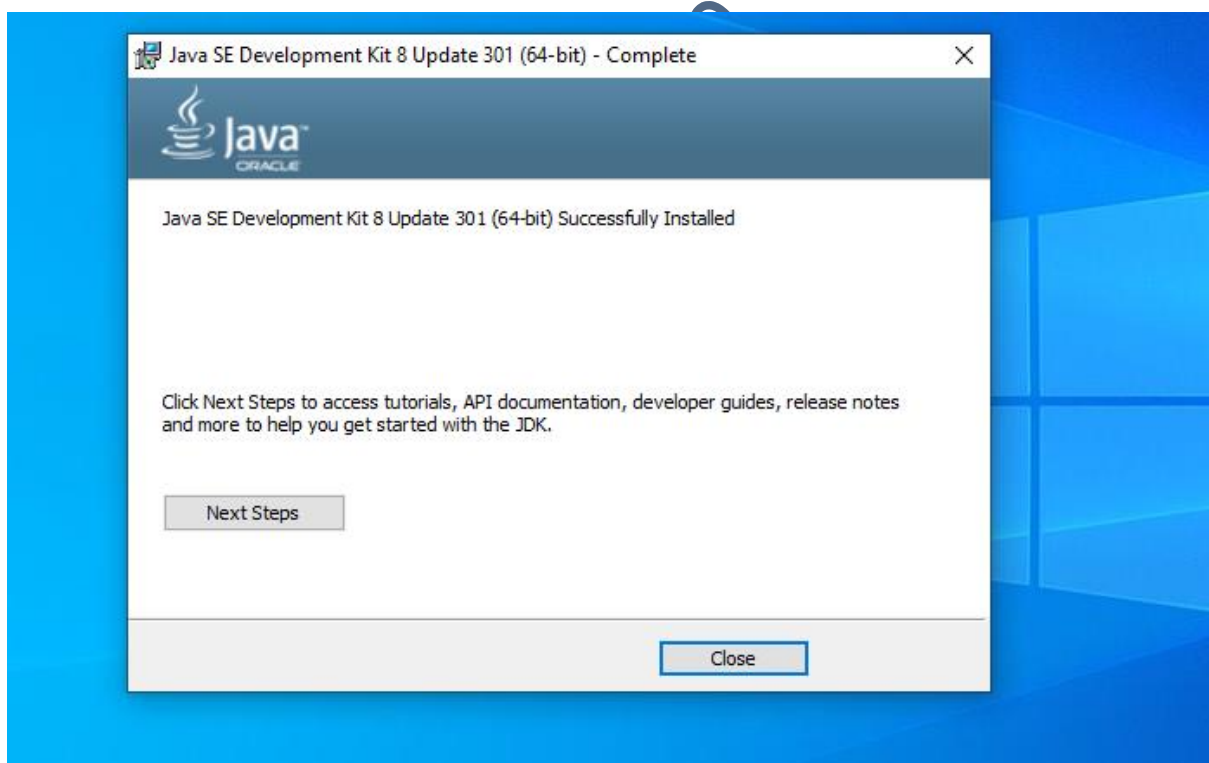 Java SE Development Kit 8 Update 301 (64-bit) - Complete
Java™
ORACLE
Java SE Development Kit 8 Update 301 (64-bit) Successfully Installed
Click Next Steps to access tutorials, API documentation, developer guides, release notes
and more to help you get started with the JDK.
Next Steps
Close